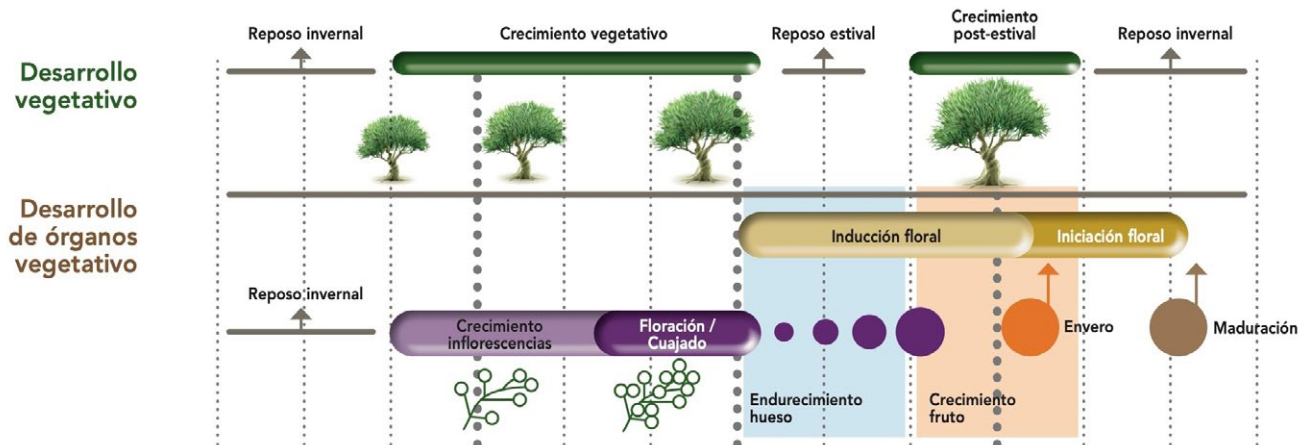 Reposo invernal
Crecimiento vegetativo
Reposo estival
Crecimiento
post-estival
Reposo invernal
Desarrollo
vegetativo
Desarrollo
de órganos
vegetativo
Inducción floral
Iniciación floral
Reposo invernal
Crecimiento
inflorescencias
Floración /
Cuajado
Envero
Maduración
Endurecimiento
hueso
Crecimiento
fruto